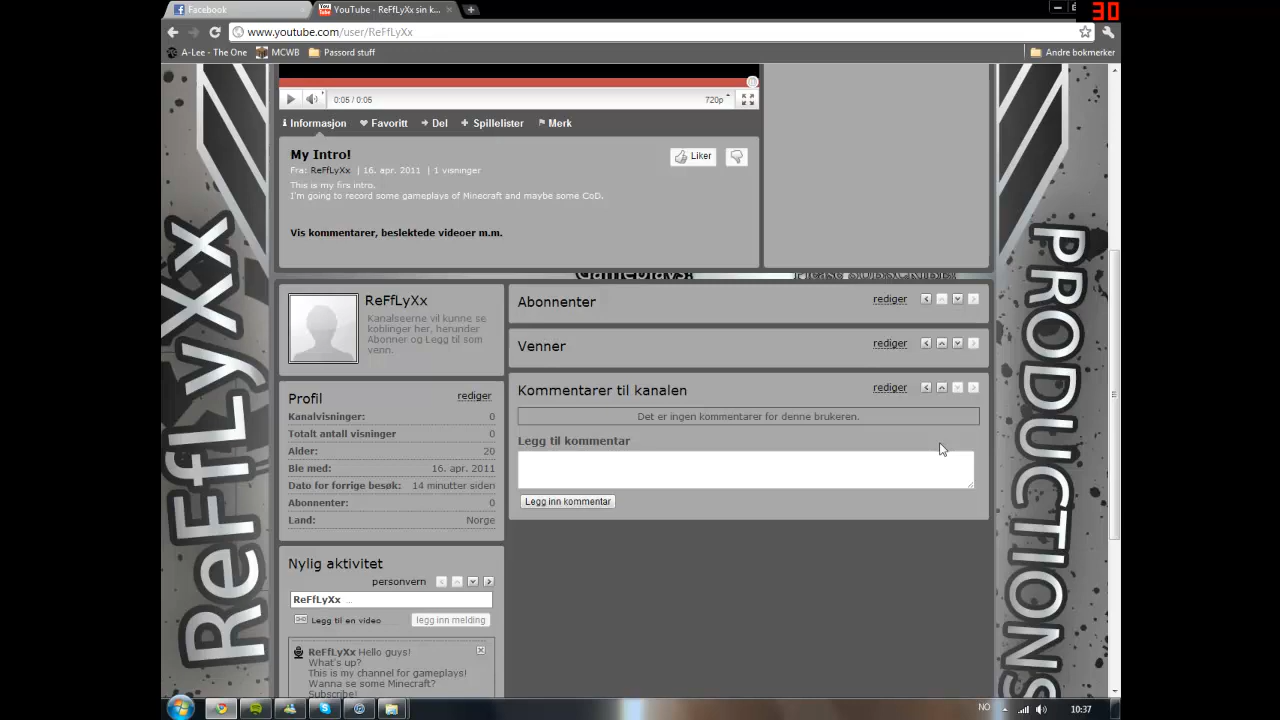 Facebook
YouTube - ReFfLyXx sin k...
30
www.youtube.com/user/ReFfLyXx
A-Lee - The One
MCWB
Passord stuff
Andre bokmerker
0:05 / 0:05
720p
Informasjon
Favoritt
Del
Spillelister
Merk
My Intro!
Liker
Fra: ReFfLyXx | 16. apr. 2011 | 1 visninger
This is my firs intro.
I'm going to record some gameplays of Minecraft and maybe some CoD.
Vis kommentarer, beslektede videoer m.m.
Gameplays
ReFfLyXx
PRODUCTIONS
ReFfLyXx
Kanalseerne vil kunne se
koblinger her, herunder
Abonner og Legg til som
venn.
Profil
rediger
Kanalvisninger: 0
Totalt antall visninger 0
Alder: 20
Ble med: 16. apr. 2011
Dato for forrige besøk: 14 minutter siden
Abonnenter: 0
Land: Norge
Nylig aktivitet
personvern
ReFfLyXx ...
Legg til en video
legg inn melding
ReFfLyXx Hello guys!
What's up?
This is my channel for gameplays!
Wanna se some Minecraft?
Subscribe!
Abonnenter
rediger
Venner
rediger
Kommentarer til kanalen
rediger
Det er ingen kommentarer for denne brukeren.
Legg til kommentar
Legg inn kommentar
NO
10:37